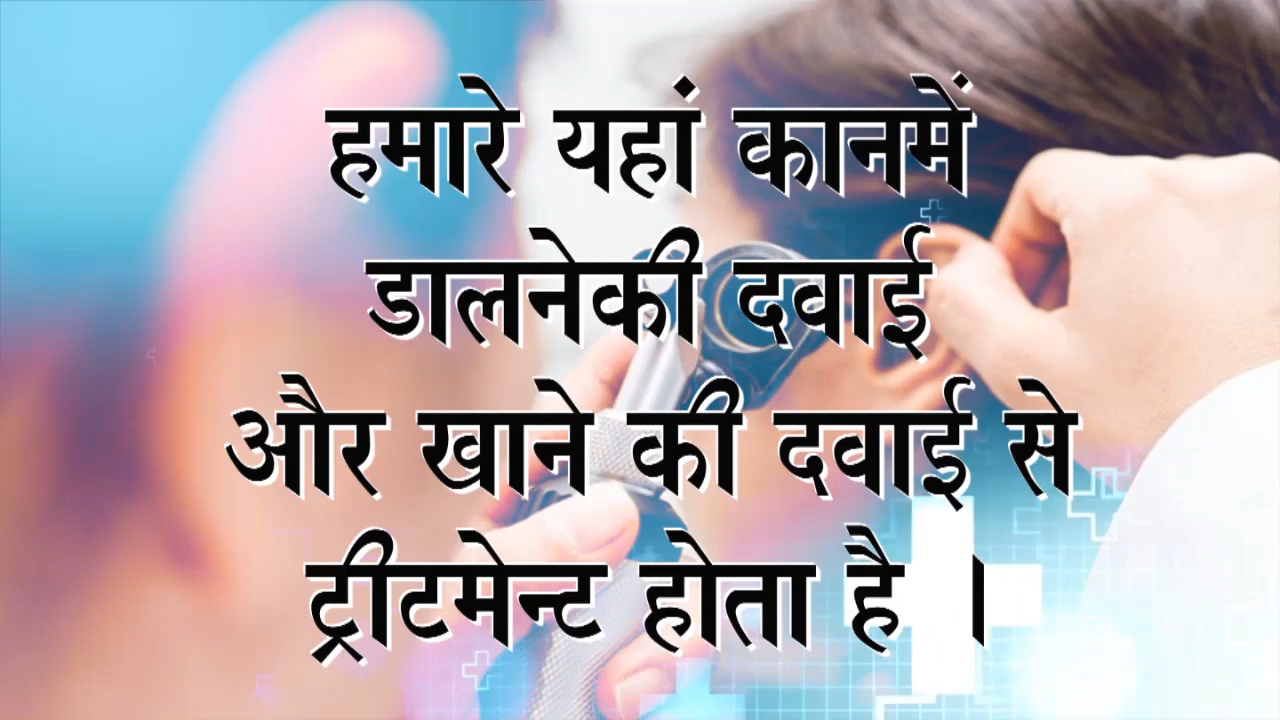 हमारे यहां कानमें
डालनेकी दवाई
और खाने की दवाई से
ट्रीटमेन्ट होता है ।